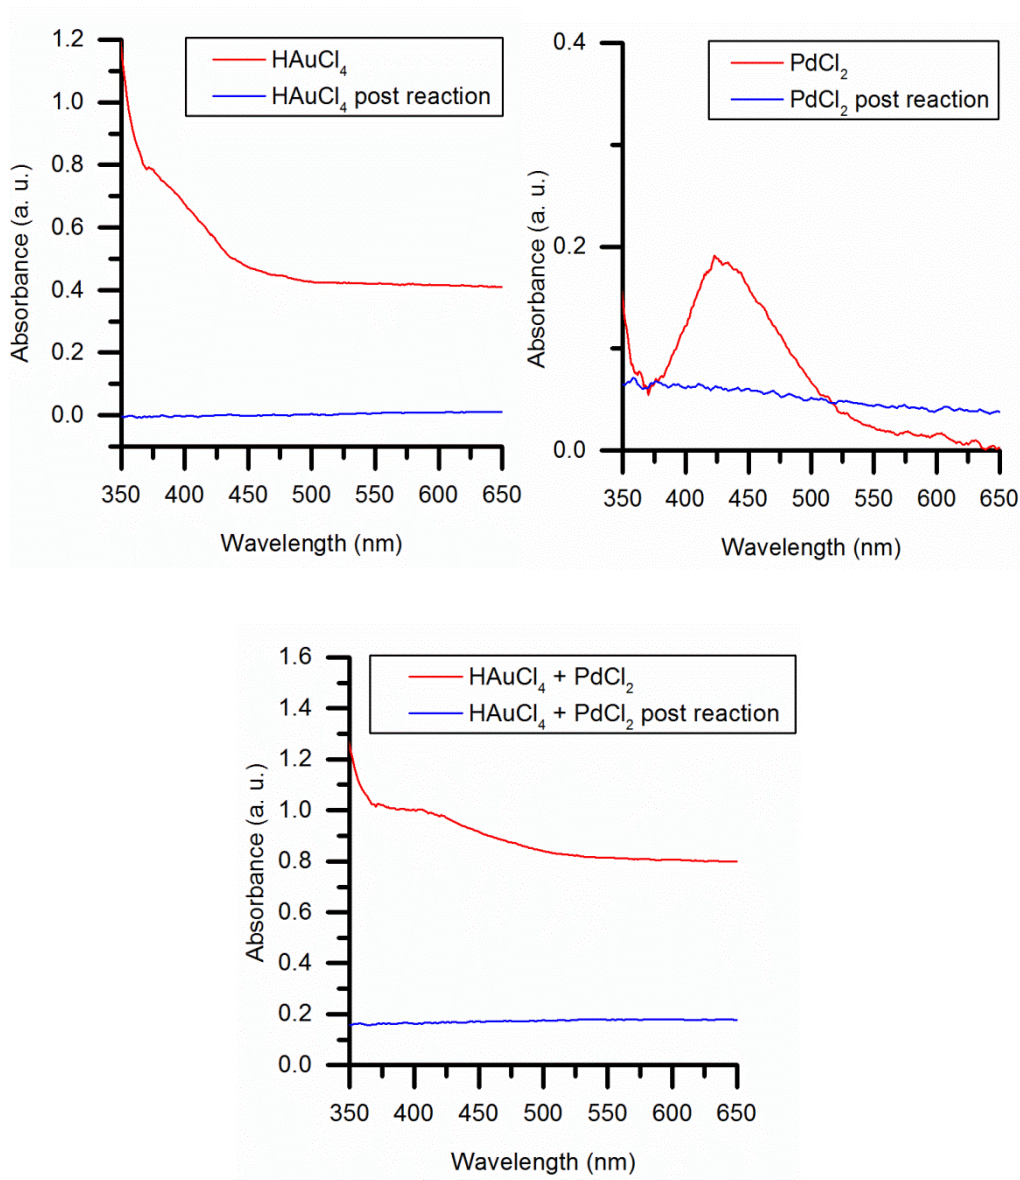 HAuCl4
HAuCl4 post reaction
1.2
1.0
0.8
0.6
0.4
0.2
0.0
Absorbance (a. u.)
350 400 450 500 550 600 650
Wavelength (nm)
PdCl2
PdCl2 post reaction
0.4
0.2
0.0
Absorbance (a. u.)
350 400 450 500 550 600 650
Wavelength (nm)
HAuCl4 + PdCl2
HAuCl4 + PdCl2 post reaction
1.6
1.4
1.2
1.0
0.8
0.6
0.4
0.2
0.0
Absorbance (a. u.)
350 400 450 500 550 600 650
Wavelength (nm)